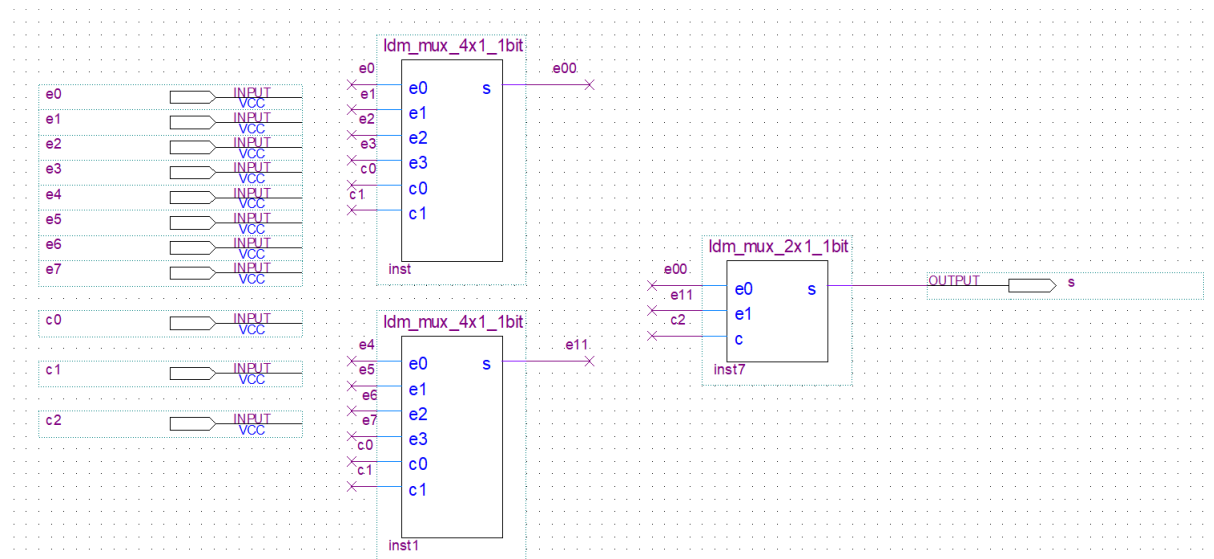 e0 INPUT VCC
e1 INPUT VCC
e2 INPUT VCC
e3 INPUT VCC
e4 INPUT VCC
e5 INPUT VCC
e6 INPUT VCC
e7 INPUT VCC
c0 INPUT VCC
c1 INPUT VCC
c2 INPUT VCC
ldm_mux_4x1_1bit
e0 e0 s e00
e1 e1
e2 e2
e3 e3
c0 c0
c1 c1
inst
ldm_mux_4x1_1bit
e4 e0 s e11
e5 e1
e6 e2
e7 e3
c0 c0
c1 c1
inst1
ldm_mux_2x1_1bit
e00 e0 s OUTPUT s
e11 e1
c2 c
inst7